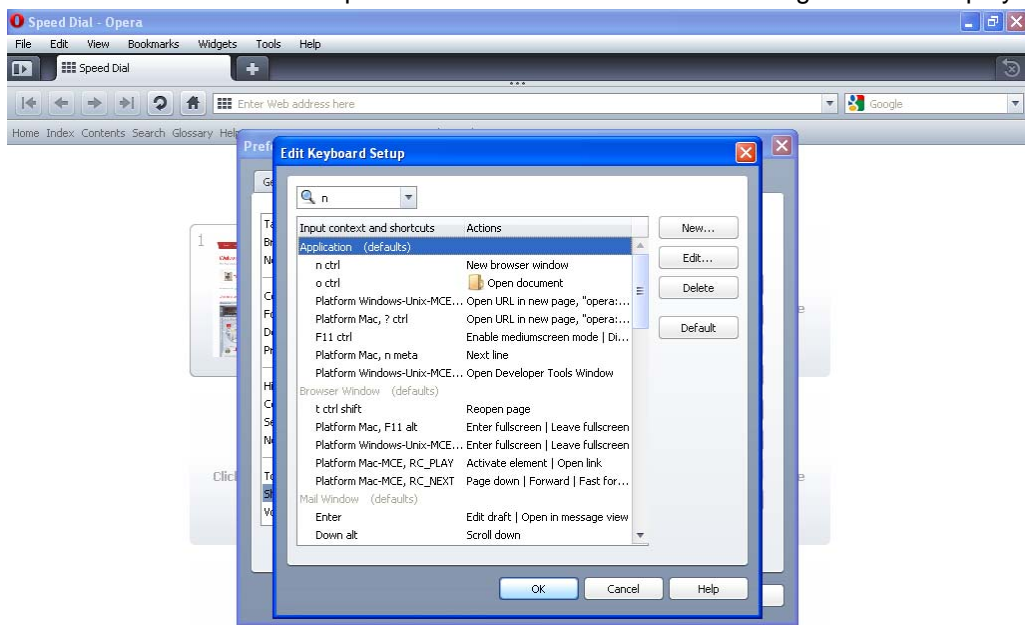 Speed Dial - Opera
File Edit View Bookmarks Widgets Tools Help
Speed Dial
Enter Web address here
Google
Home Index Contents Search Glossary Help
Edit Keyboard Setup
n
Input context and shortcuts Actions
New...
Application (defaults)
n ctrl New browser window
Edit...
o ctrl Open document
Platform Windows-Unix-MCE... Open URL in new page, "opera:...
Delete
Platform Mac, ? ctrl Open URL in new page, "opera:...
F11 ctrl Enable mediumscreen mode | Di...
Default
Platform Mac, n meta Next line
Platform Windows-Unix-MCE... Open Developer Tools Window
Browser Window (defaults)
t ctrl shift Reopen page
Platform Mac, F11 alt Enter fullscreen | Leave fullscreen
Platform Windows-Unix-MCE... Enter fullscreen | Leave fullscreen
Platform Mac-MCE, RC_PLAY Activate element | Open link
Platform Mac-MCE, RC_NEXT Page down | Forward | Fast for...
Mail Window (defaults)
Enter Edit draft | Open in message view
Down alt Scroll down
OK Cancel Help
1